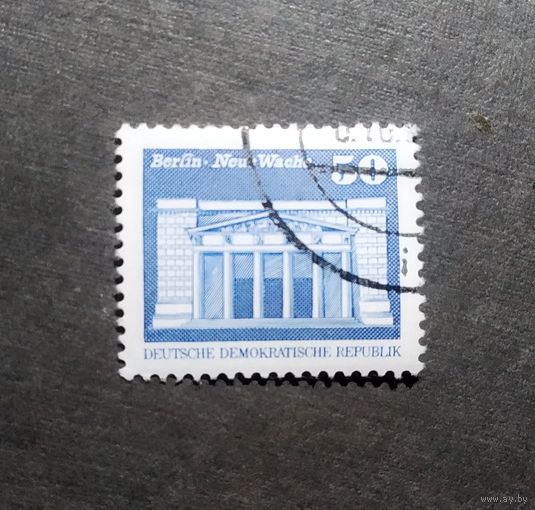 Berlin · Neue Wache
50
DEUTSCHE DEMOKRATISCHE REPUBLIK
www.ay.by